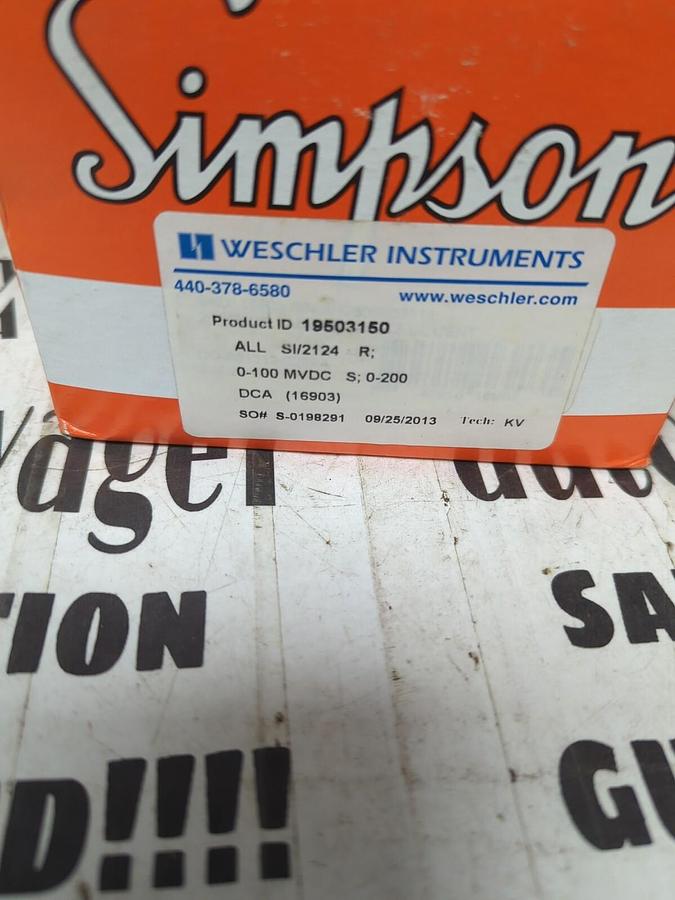 Simpson
WESCHLER INSTRUMENTS
440-378-6580 www.weschler.com
Product ID 19503150
ALL SI/2124 R;
0-100 MVDC S; 0-200
DCA (16903)
SO# S-0198291 09/25/2013 Tech: KV
TION SA
D!!!! GU